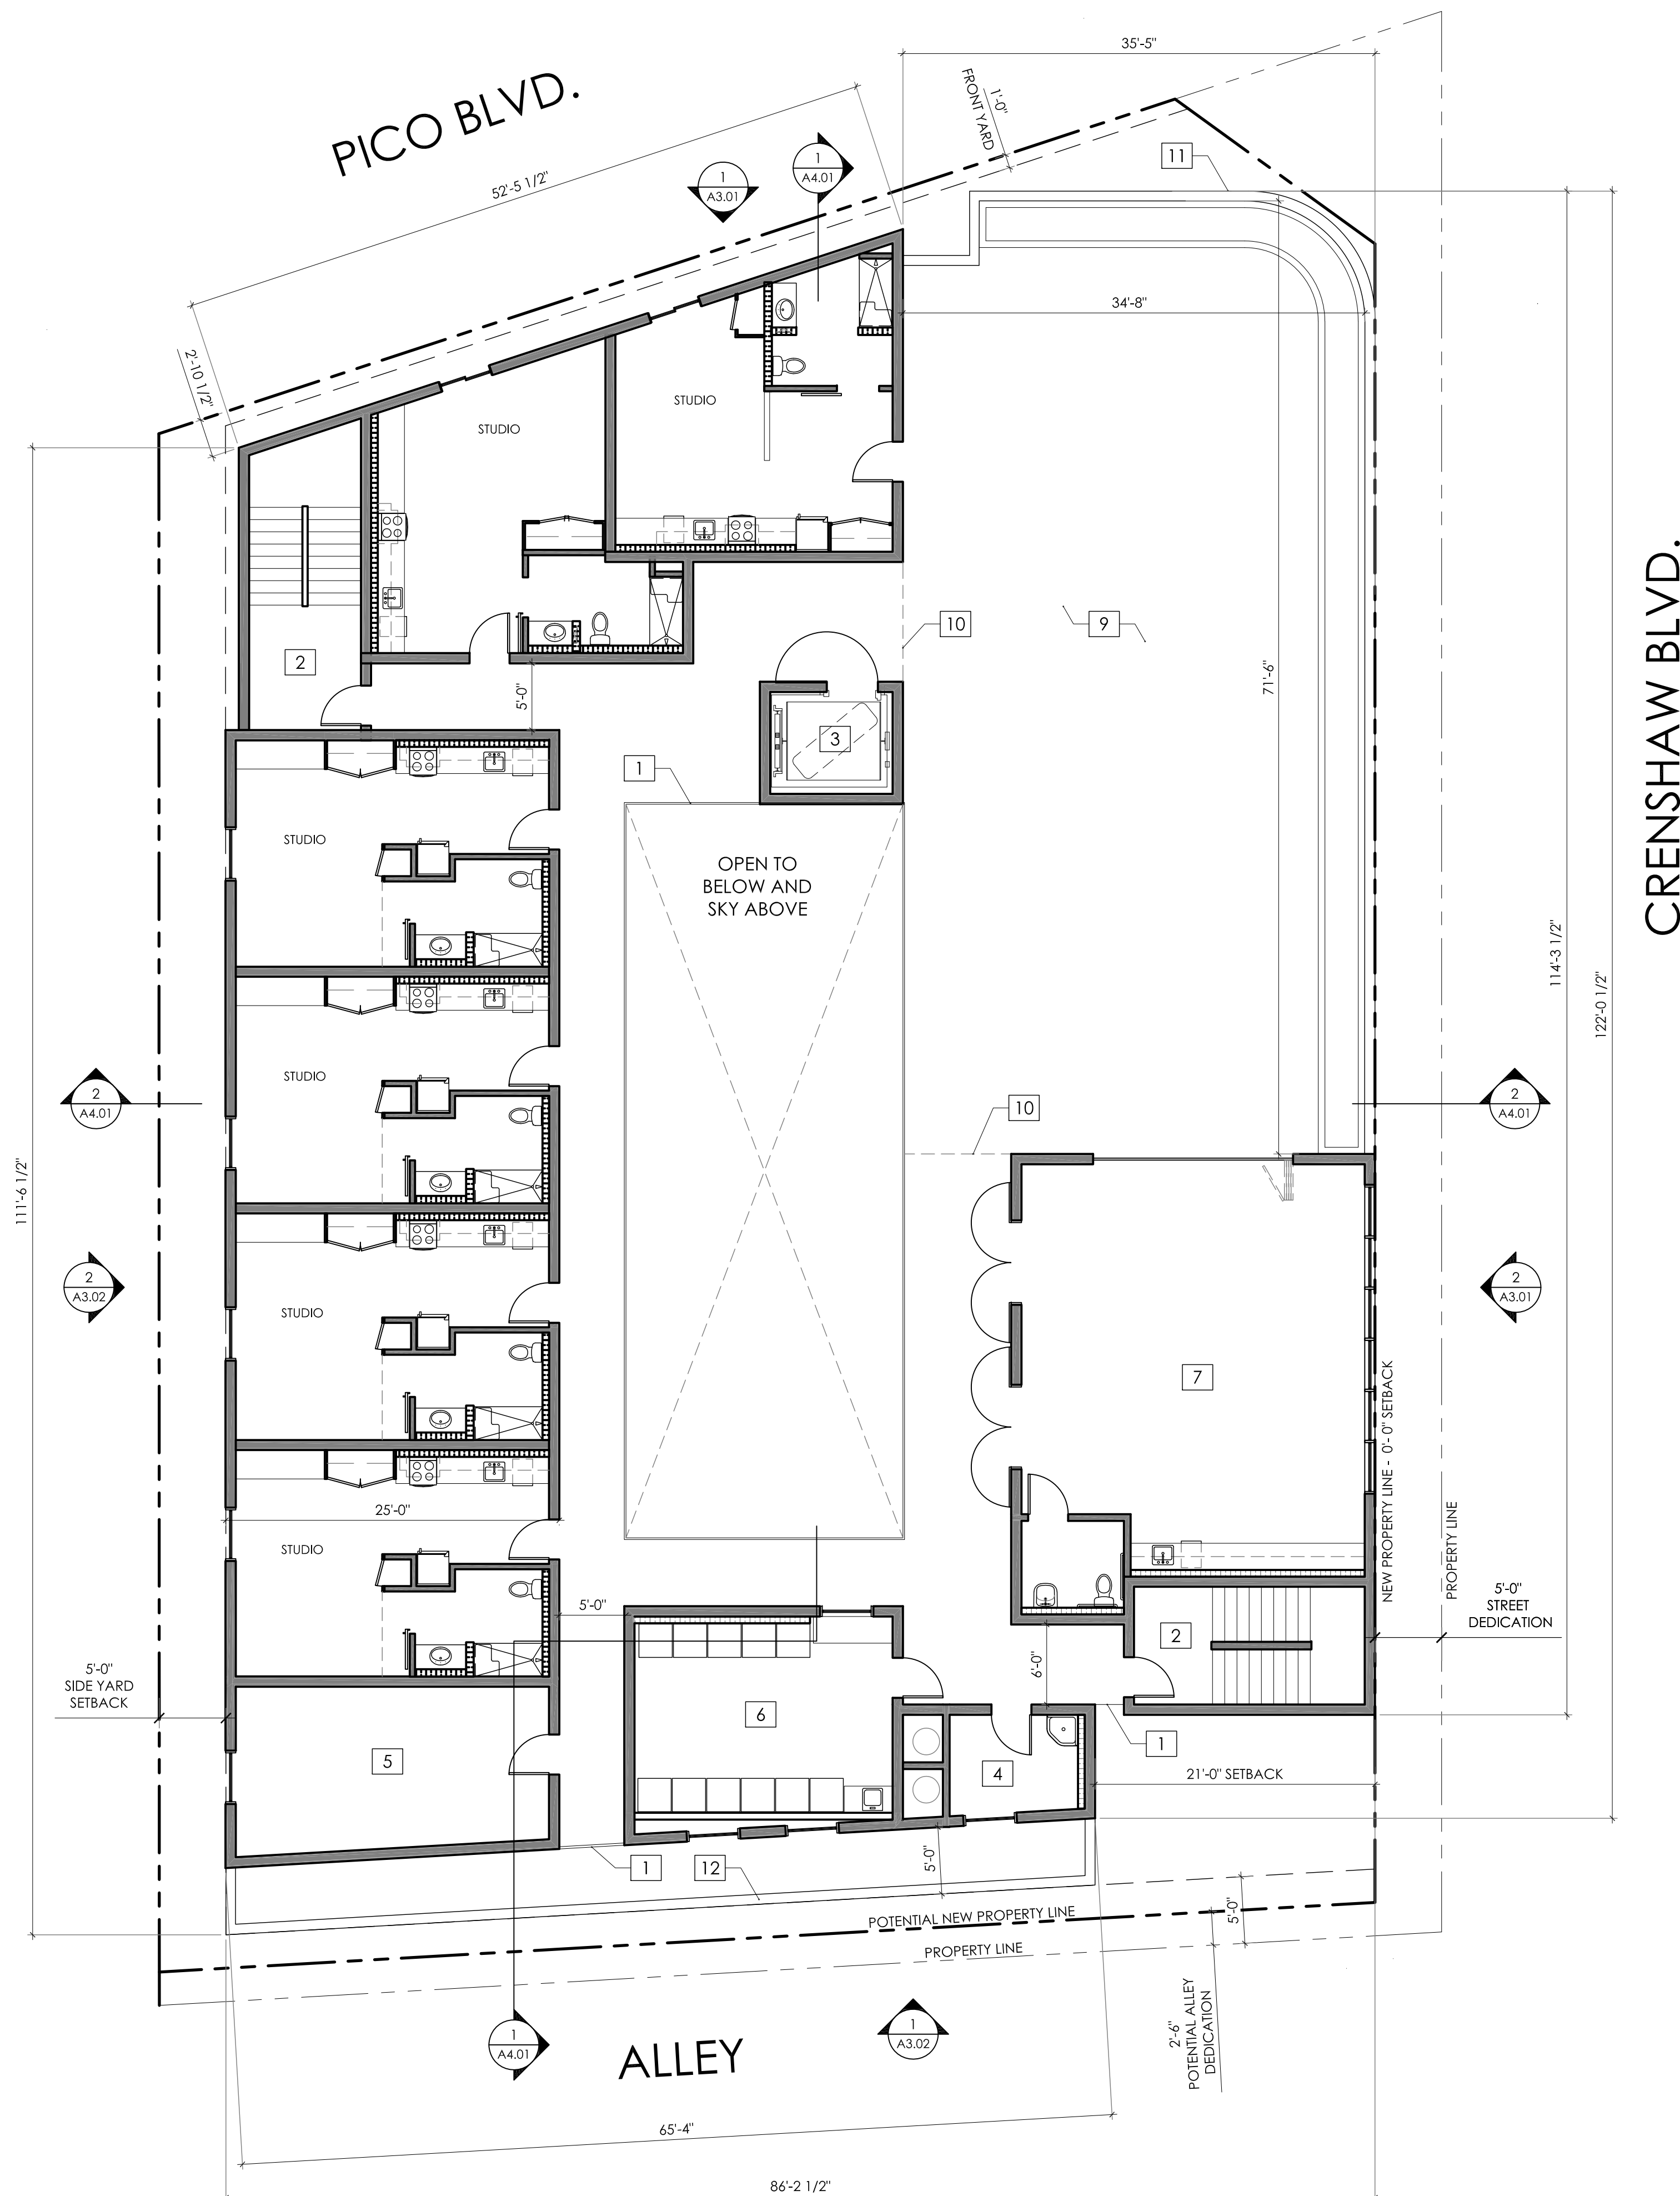 35'-5"
1'-0"
FRONT YARD
PICO BLVD.
52'-5 1/2"
1
A3.01
1
A4.01
11
2'-10 1/2"
34'-8"
STUDIO
STUDIO
10
9
2
5'-0"
71'-6"
CRENSHAW BLVD.
3
1
STUDIO
OPEN TO
BELOW AND
SKY ABOVE
114'-3 1/2"
122'-0 1/2"
STUDIO
2
A4.01
10
2
A4.01
111'-6 1/2"
2
A3.02
STUDIO
2
A3.01
7
NEW PROPERTY LINE - 0'- 0" SETBACK
PROPERTY LINE
25'-0"
STUDIO
5'-0"
5'-0"
STREET
DEDICATION
2
6'-0"
5'-0"
SIDE YARD
SETBACK
6
1
5
4
21'-0" SETBACK
1
12
5'-0"
5'-0"
POTENTIAL NEW PROPERTY LINE
PROPERTY LINE
2'-6"
POTENTIAL ALLEY
DEDICATION
1
A4.01
ALLEY
1
A3.02
65'-4"
86'-2 1/2"